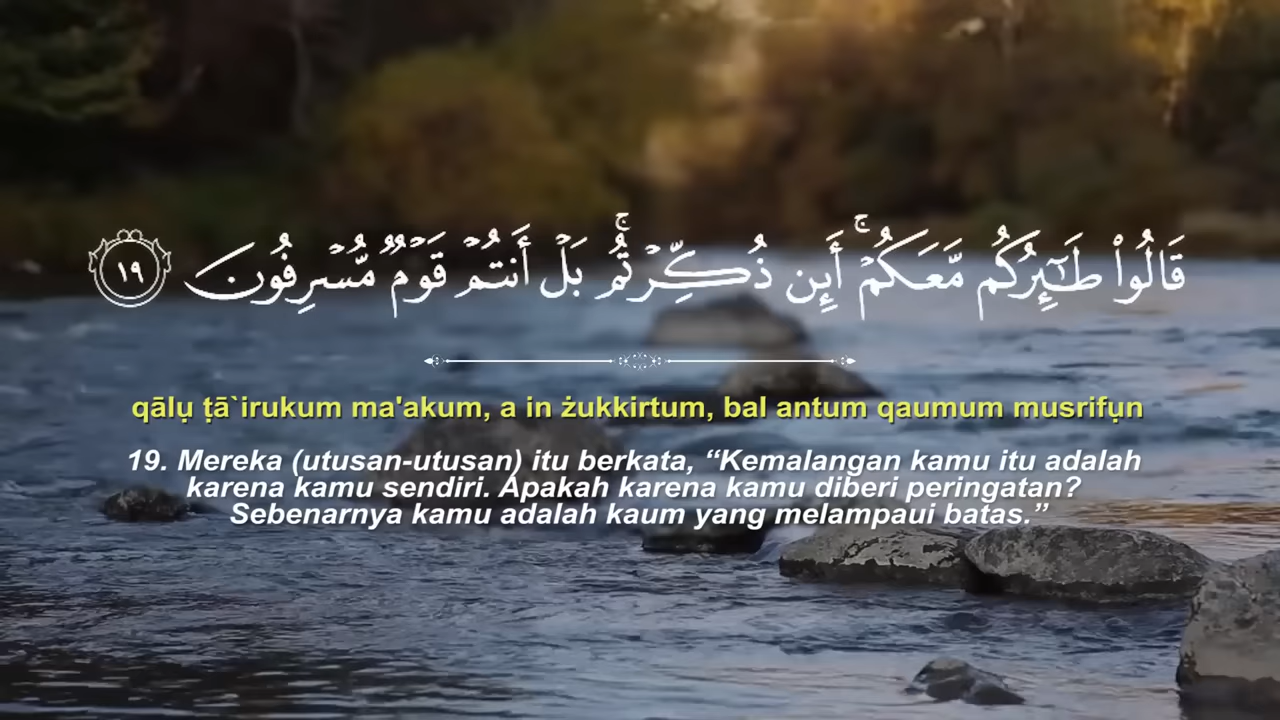 قَالُوا۟ طَـٰٓئِرُكُم مَّعَكُمْ ۚ أَئِن ذُكِّرْتُم ۚ بَلْ أَنتُمْ قَوْمٌ مُّسْرِفُونَ ١٩
qālụ ṭā`irukum ma'akum, a in żukkirtum, bal antum qaumum musrifụn
19. Mereka (utusan-utusan) itu berkata, “Kemalangan kamu itu adalah
karena kamu sendiri. Apakah karena kamu diberi peringatan?
Sebenarnya kamu adalah kaum yang melampaui batas.”